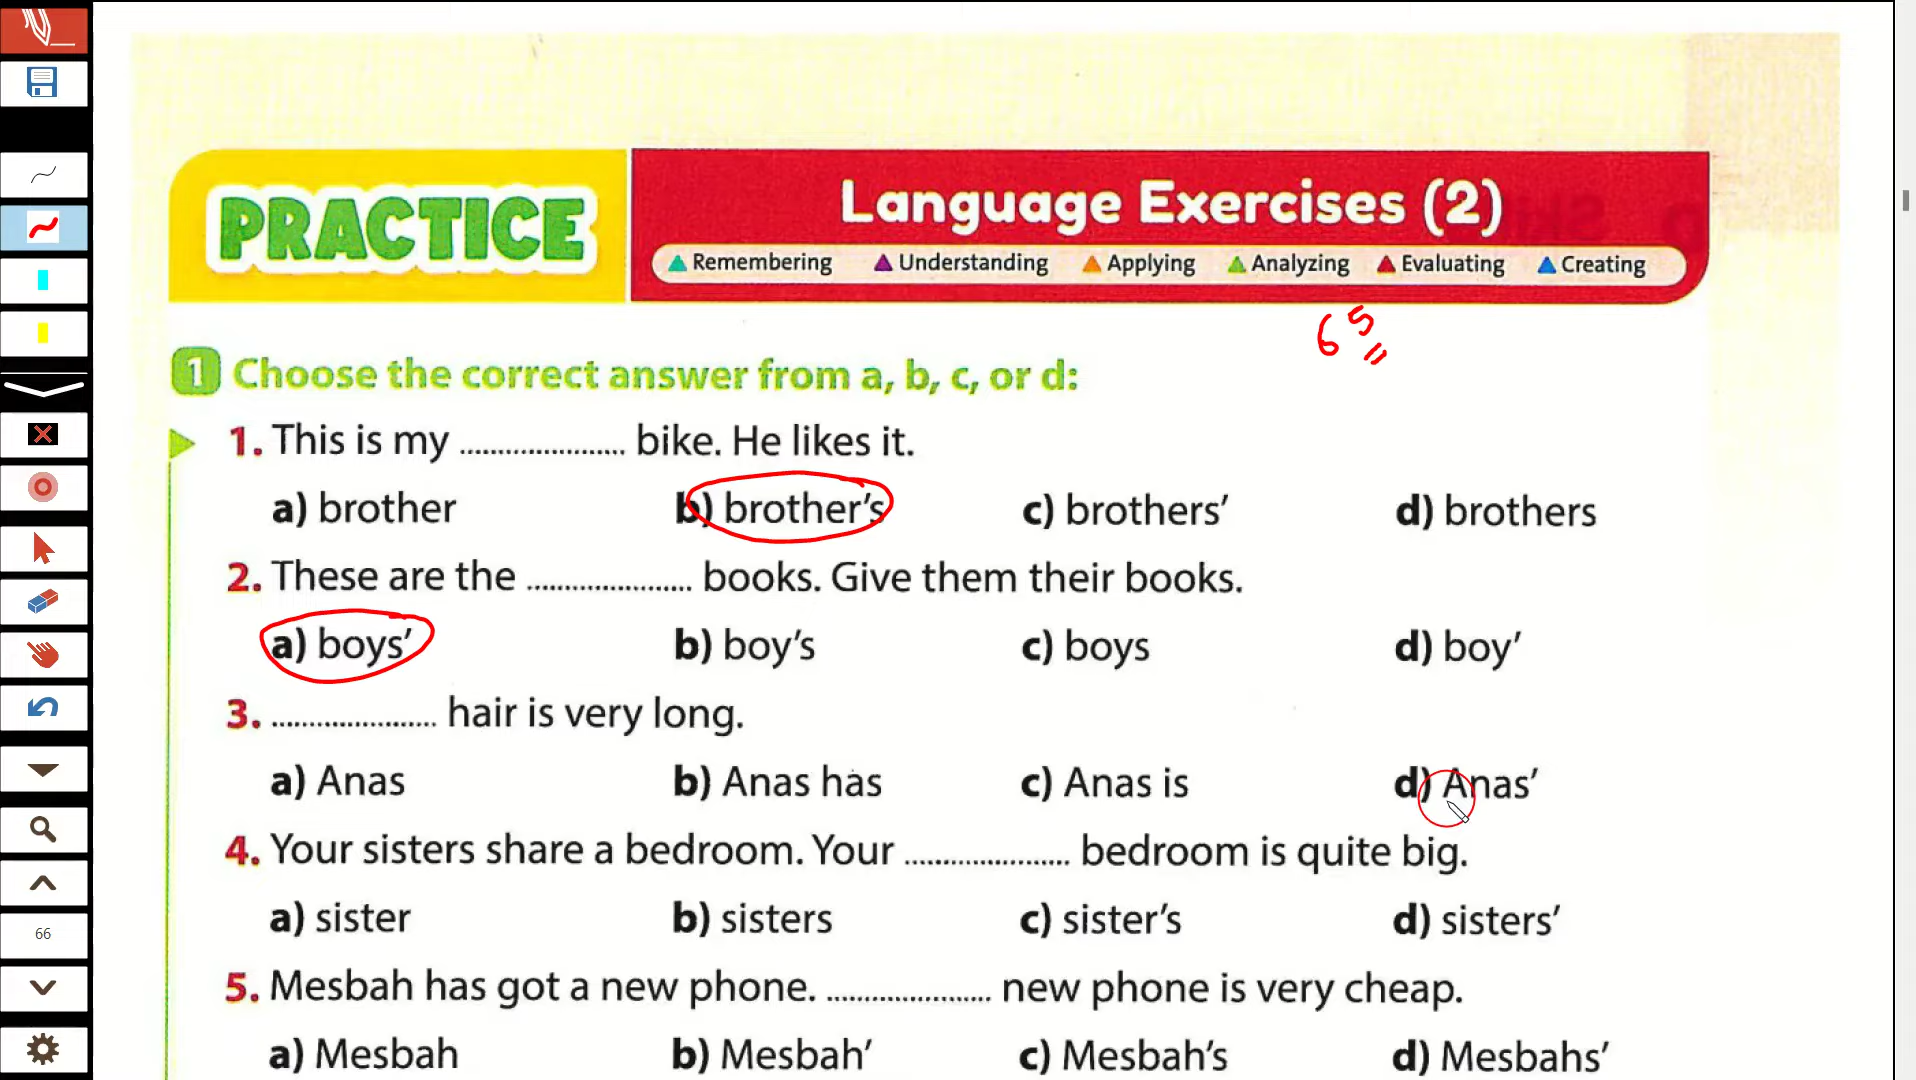 PRACTICE
Language Exercises (2)
Remembering Understanding Applying Analyzing Evaluating Creating
65
1 Choose the correct answer from a, b, c, or d:
1. This is my ...................... bike. He likes it.
a) brother b) brother's c) brothers' d) brothers
2. These are the ...................... books. Give them their books.
a) boys' b) boy's c) boys d) boy'
3. ...................... hair is very long.
a) Anas b) Anas has c) Anas is d) Anas'
4. Your sisters share a bedroom. Your ...................... bedroom is quite big.
a) sister b) sisters c) sister's d) sisters'
5. Mesbah has got a new phone. ...................... new phone is very cheap.
a) Mesbah b) Mesbah' c) Mesbah's d) Mesbahs'
66